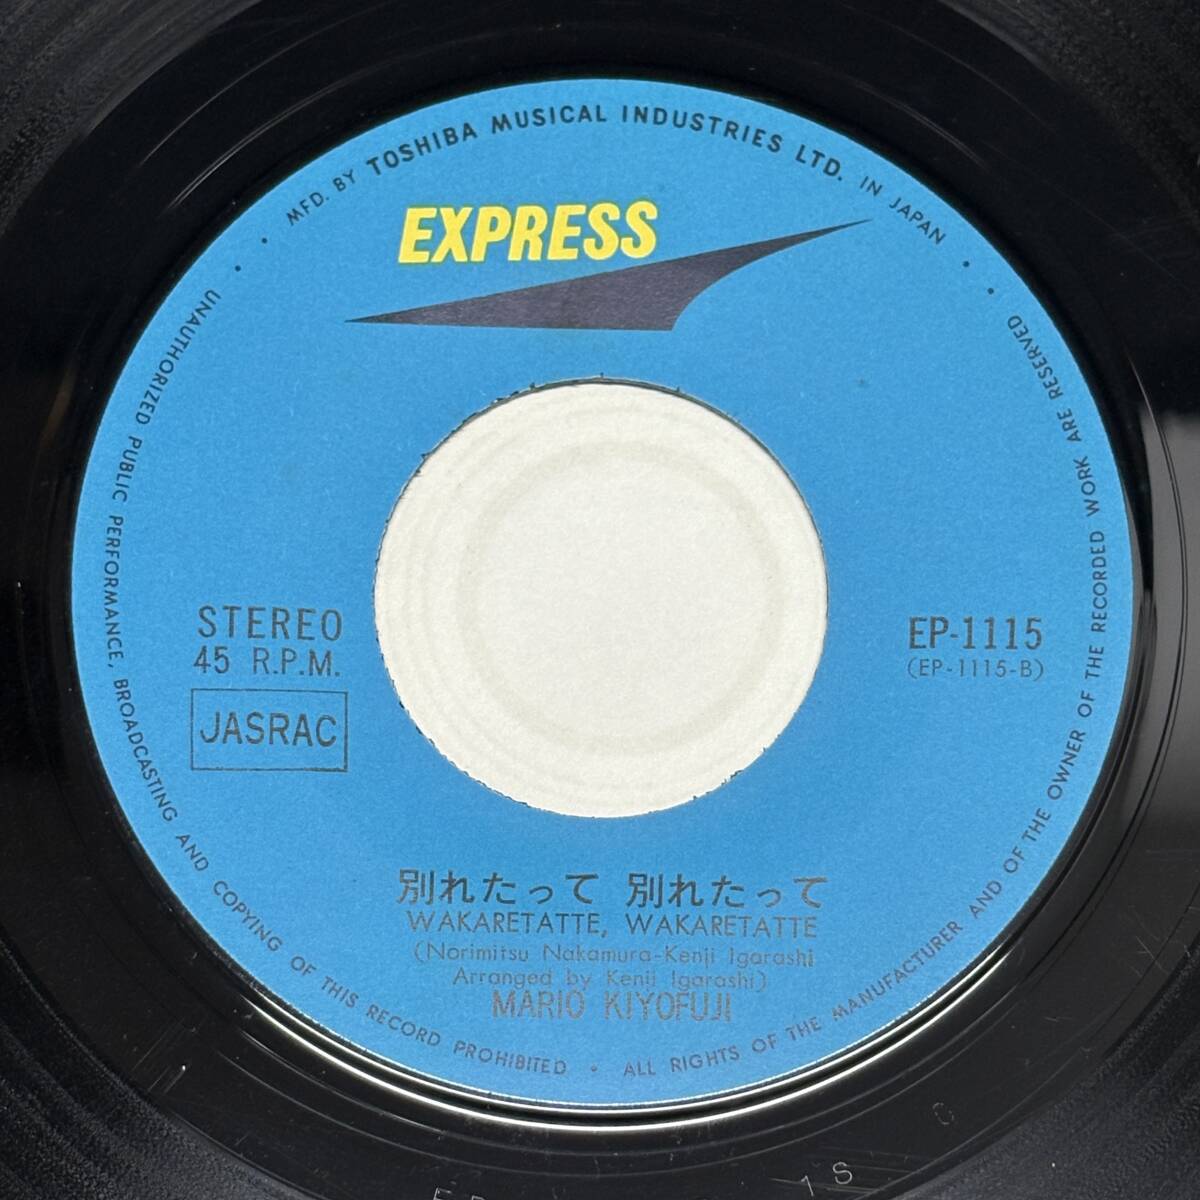 MFD. BY TOSHIBA MUSICAL INDUSTRIES LTD. IN JAPAN
EXPRESS
STEREO
45 R.P.M.
JASRAC
EP-1115
(EP-1115-B)
別れたって 別れたって
WAKARETATTE, WAKARETATTE
(Norimitsu Nakamura-Kenji Igarashi
Arranged by Kenji Igarashi)
MARIO KIYOFUJI
UNAUTHORIZED PUBLIC PERFORMANCE, BROADCASTING AND COPYING OF THIS RECORD PROHIBITED • ALL RIGHTS OF THE MANUFACTURER AND OF THE OWNER OF THE RECORDED WORK ARE RESERVED
1S